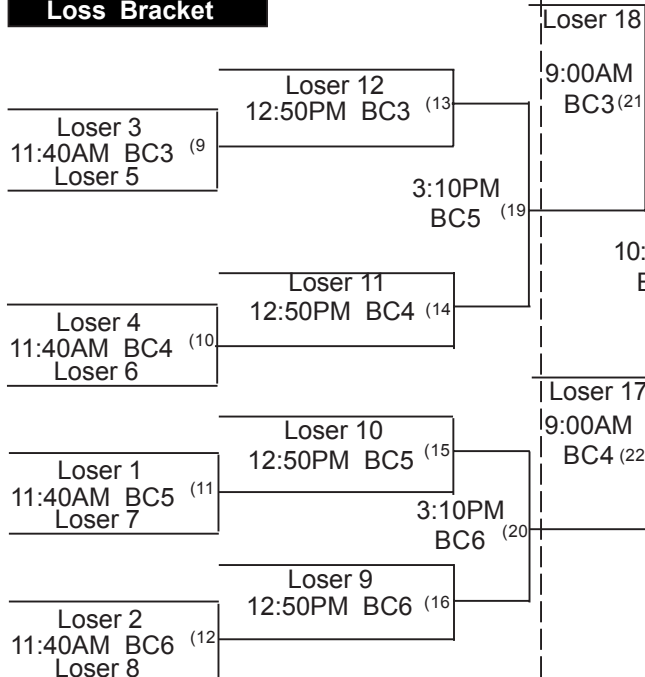 Loss Bracket
Loser 18
9:00AM
BC3 (21
Loser 12
12:50PM BC3 (13
Loser 3
11:40AM BC3 (9
Loser 5
3:10PM
BC5 (19
10:
Loser 11
12:50PM BC4 (14
Loser 4
11:40AM BC4 (10
Loser 6
Loser 17
9:00AM
BC4 (22
Loser 10
12:50PM BC5 (15
Loser 1
11:40AM BC5 (11
Loser 7
3:10PM
BC6 (20
Loser 9
12:50PM BC6 (16
Loser 2
11:40AM BC6 (12
Loser 8